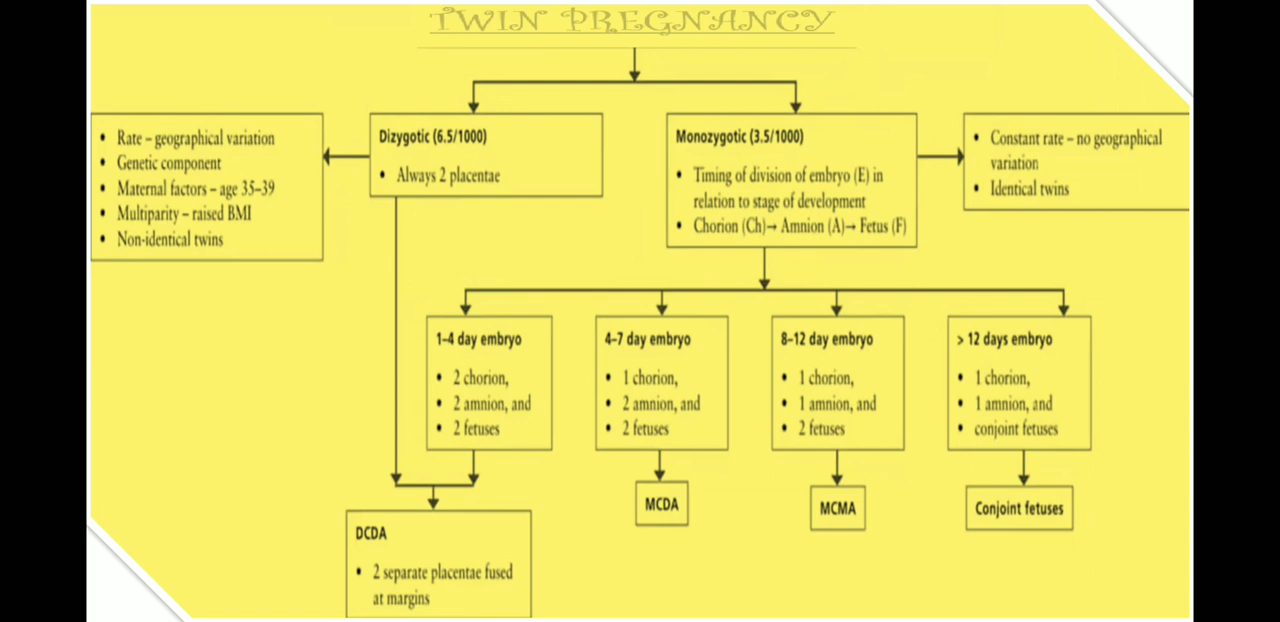 TWIN PREGNANCY
• Rate – geographical variation
• Genetic component
• Maternal factors – age 35–39
• Multiparity – raised BMI
• Non-identical twins
Dizygotic (6.5/1000)
• Always 2 placentae
Monozygotic (3.5/1000)
• Timing of division of embryo (E) in
relation to stage of development
• Chorion (Ch)→ Amnion (A)→ Fetus (F)
• Constant rate – no geographical
variation
• Identical twins
1–4 day embryo
• 2 chorion,
• 2 amnion, and
• 2 fetuses
4–7 day embryo
• 1 chorion,
• 2 amnion, and
• 2 fetuses
8–12 day embryo
• 1 chorion,
• 1 amnion, and
• 2 fetuses
> 12 days embryo
• 1 chorion,
• 1 amnion, and
• conjoint fetuses
DCDA
• 2 separate placentae fused
at margins
MCDA
MCMA
Conjoint fetuses